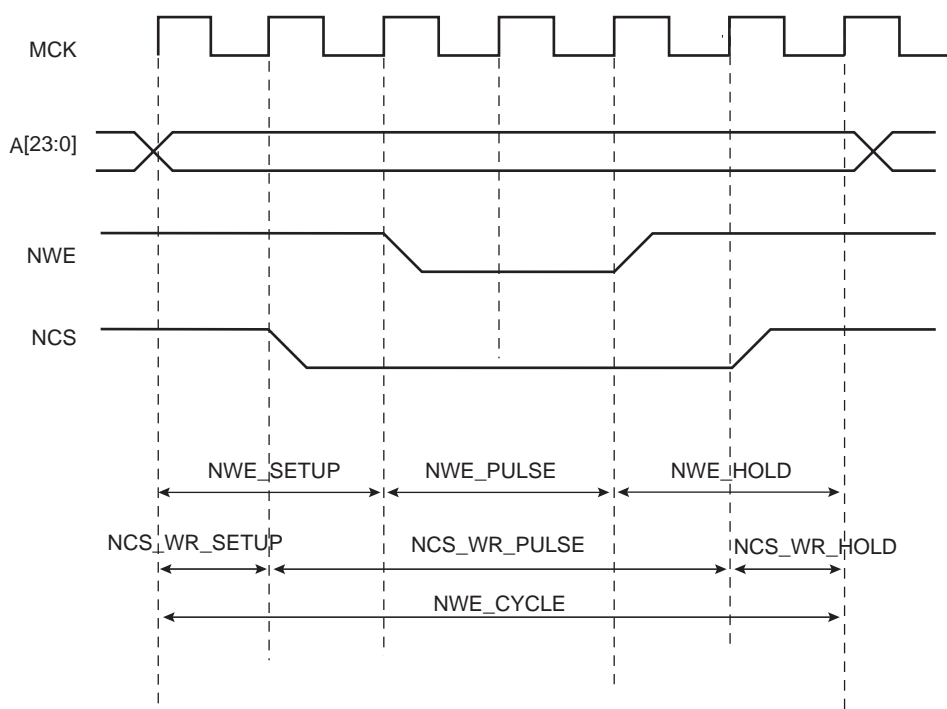 MCK
A[23:0]
NWE
NCS
NWE_SETUP NWE_PULSE NWE_HOLD
NCS_WR_SETUP NCS_WR_PULSE NCS_WR_HOLD
NWE_CYCLE